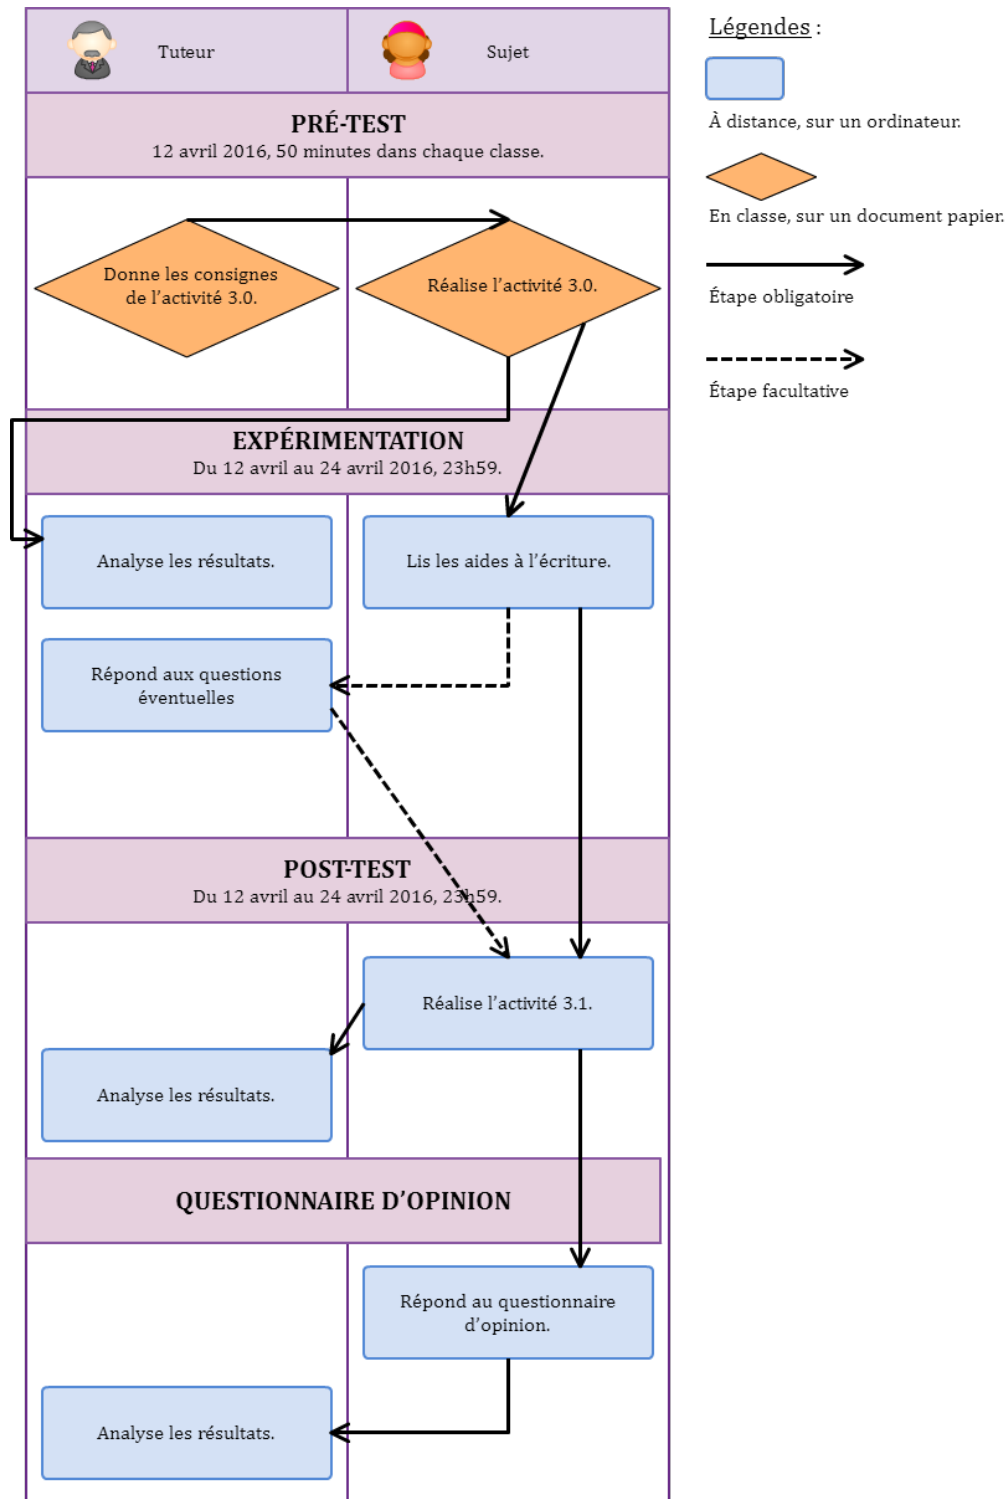 Tuteur
Sujet
PRÉ-TEST
12 avril 2016, 50 minutes dans chaque classe.
Donne les consignes
de l'activité 3.0.
Réalise l'activité 3.0.
EXPÉRIMENTATION
Du 12 avril au 24 avril 2016, 23h59.
Analyse les résultats.
Lis les aides à l'écriture.
Répond aux questions
éventuelles
POST-TEST
Du 12 avril au 24 avril 2016, 23h59.
Réalise l'activité 3.1.
Analyse les résultats.
QUESTIONNAIRE D'OPINION
Répond au questionnaire
d'opinion.
Analyse les résultats.
Légendes :
À distance, sur un ordinateur.
En classe, sur un document papier.
Étape obligatoire
Étape facultative